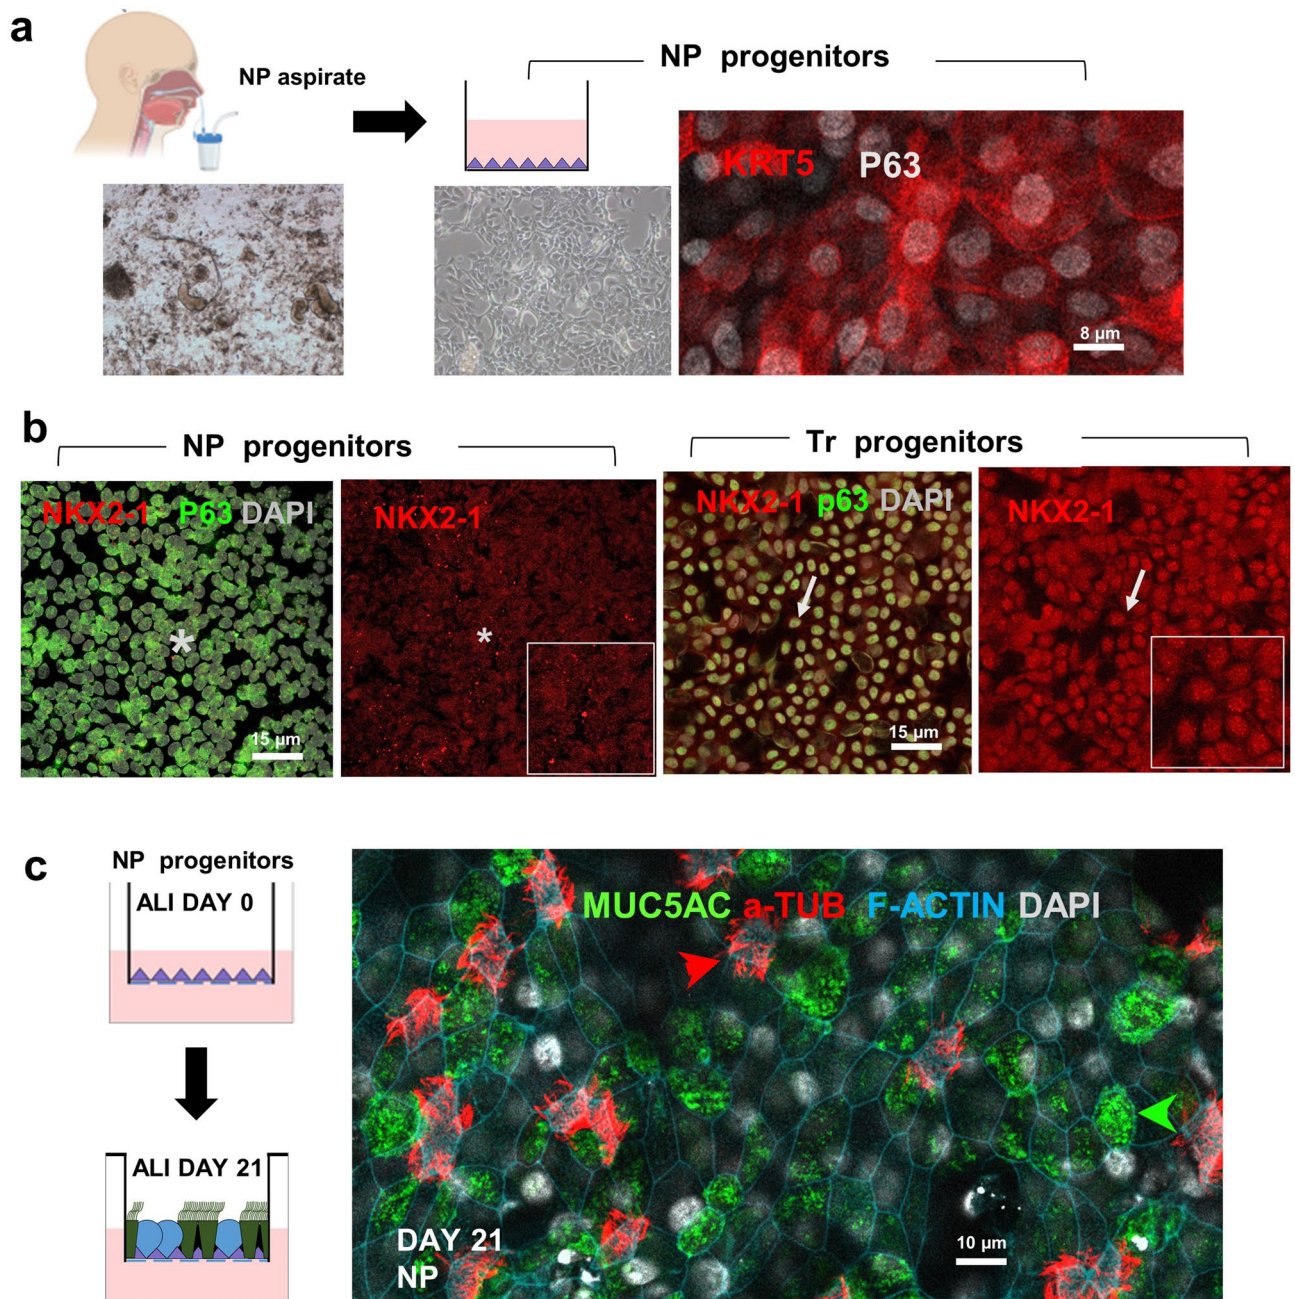 a
NP aspirate
NP progenitors
KRT5 P63
8 µm
b
NP progenitors
Tr progenitors
NKX2-1 P63 DAPI
NKX2-1
NKX2-1 p63 DAPI
NKX2-1
*
*
15 µm
15 µm
c
NP progenitors
ALI DAY 0
ALI DAY 21
MUC5AC a-TUB F-ACTIN DAPI
DAY 21
NP
10 µm